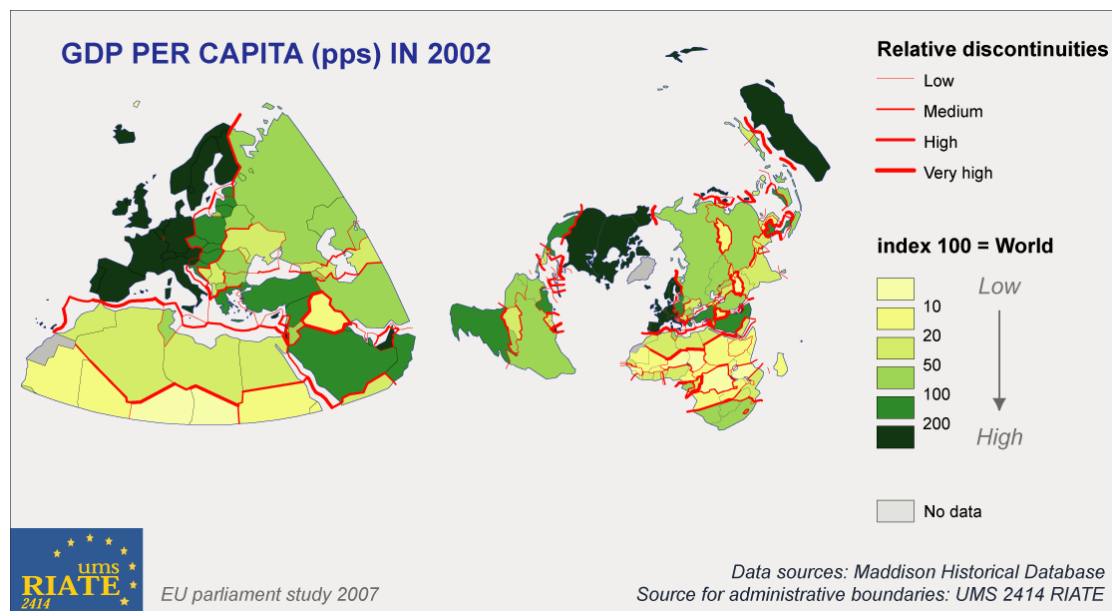 GDP PER CAPITA (pps) IN 2002
Relative discontinuities
Low
Medium
High
Very high
index 100 = World
Low
10
20
50
100
200
High
No data
ums
RIATE
2414
EU parliament study 2007
Data sources: Maddison Historical Database
Source for administrative boundaries: UMS 2414 RIATE